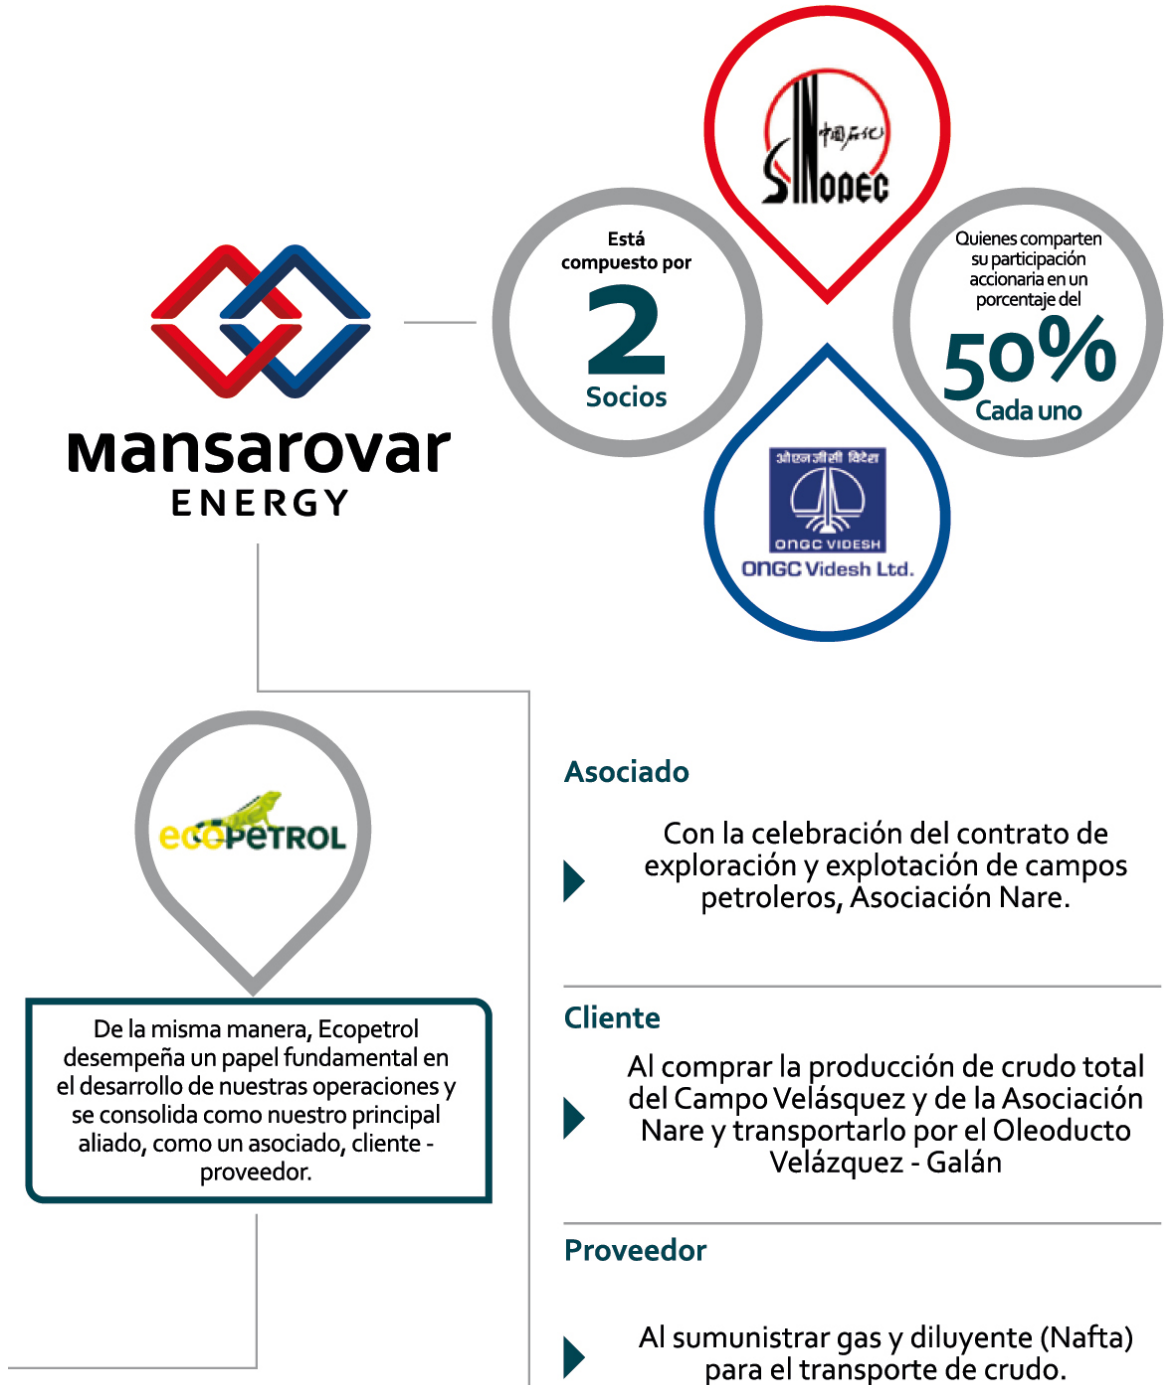 中国石化
SINOPEC
Está
compuesto por
2
Socios
Quienes comparten
su participación
accionaria en un
porcentaje del
50%
Cada uno
Mansarovar
ENERGY
ओएनजीसी विदेश
ONGC VIDESH
ONGC Videsh Ltd.
ecopetrol
De la misma manera, Ecopetrol
desempeña un papel fundamental en
el desarrollo de nuestras operaciones y
se consolida como nuestro principal
aliado, como un asociado, cliente -
proveedor.
Asociado
Con la celebración del contrato de
exploración y explotación de campos
petroleros, Asociación Nare.
Cliente
Al comprar la producción de crudo total
del Campo Velásquez y de la Asociación
Nare y transportarlo por el Oleoducto
Velázquez - Galán
Proveedor
Al sumunistrar gas y diluyente (Nafta)
para el transporte de crudo.